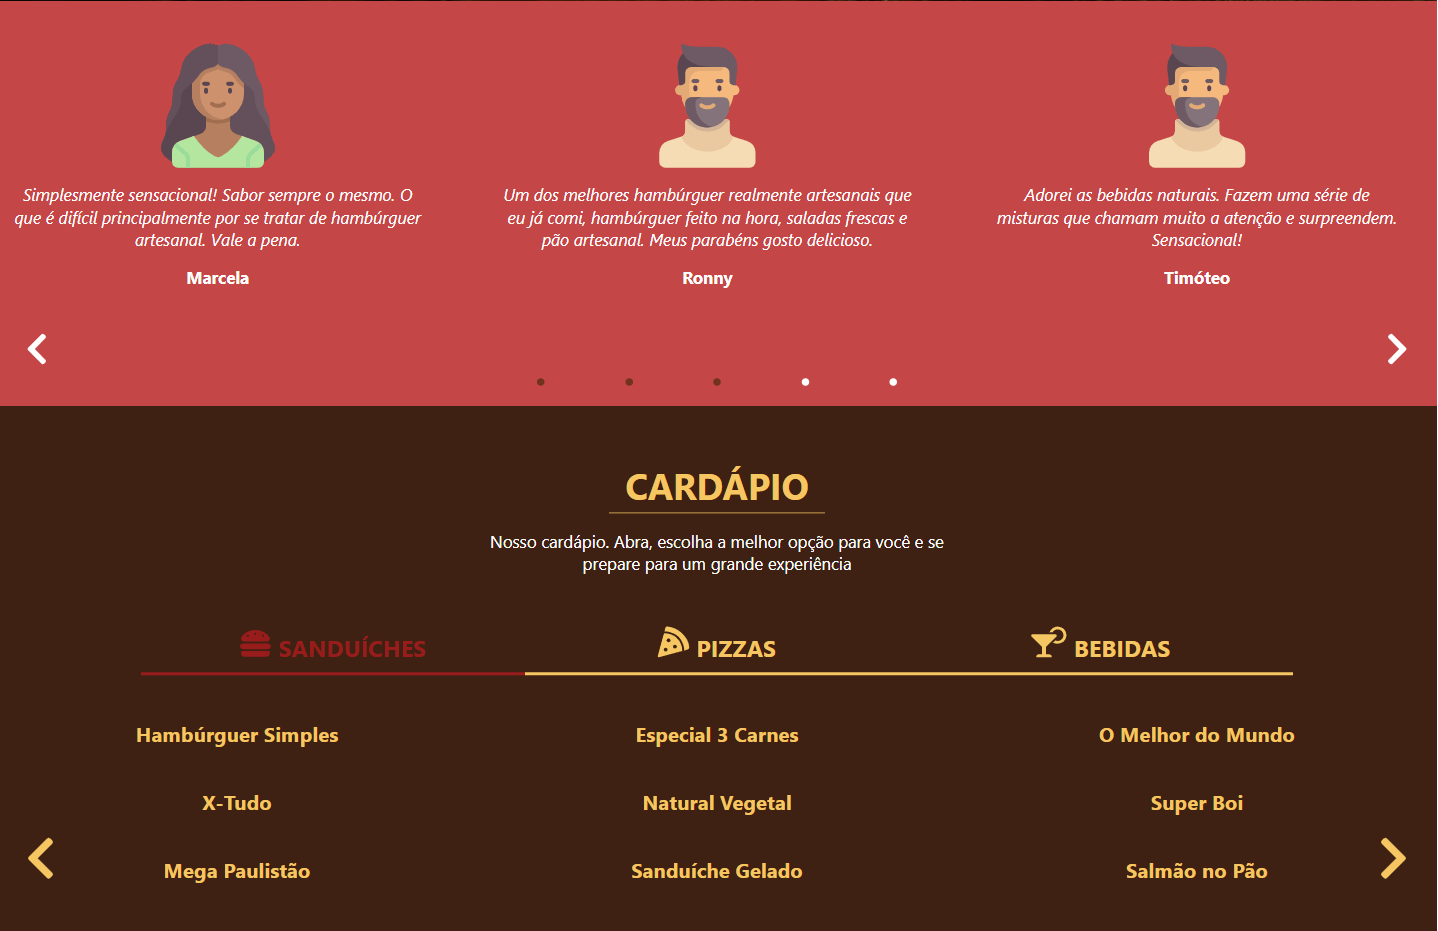 Simplesmente sensacional! Sabor sempre o mesmo. O
que é difícil principalmente por se tratar de hambúrguer
artesanal. Vale a pena.
Marcela
Um dos melhores hambúrguer realmente artesanais que
eu já comi, hambúrguer feito na hora, saladas frescas e
pão artesanal. Meus parabéns gosto delicioso.
Ronny
Adorei as bebidas naturais. Fazem uma série de
misturas que chamam muito a atenção e surpreendem.
Sensacional!
Timóteo
CARDÁPIO
Nosso cardápio. Abra, escolha a melhor opção para você e se
prepare para um grande experiência
SANDUÍCHES
PIZZAS
BEBIDAS
Hambúrguer Simples
Especial 3 Carnes
O Melhor do Mundo
X-Tudo
Natural Vegetal
Super Boi
Mega Paulistão
Sanduíche Gelado
Salmão no Pão